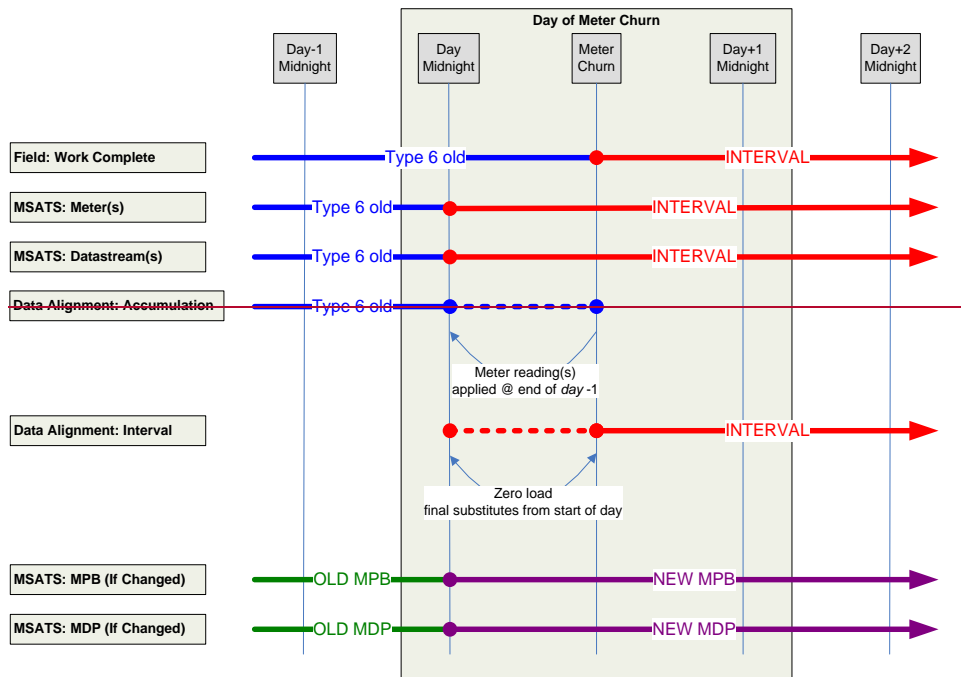 Day of Meter Churn
Day-1
Midnight
Day
Midnight
Meter
Churn
Day+1
Midnight
Day+2
Midnight
Field: Work Complete
Type 6 old
INTERVAL
MSATS: Meter(s)
Type 6 old
INTERVAL
MSATS: Datastream(s)
Type 6 old
INTERVAL
Data Alignment: Accumulation
Type 6 old
Meter reading(s)
applied @ end of day -1
Data Alignment: Interval
INTERVAL
Zero load
final substitutes from start of day
MSATS: MPB (If Changed)
OLD MPB
NEW MPB
MSATS: MDP (If Changed)
OLD MDP
NEW MDP